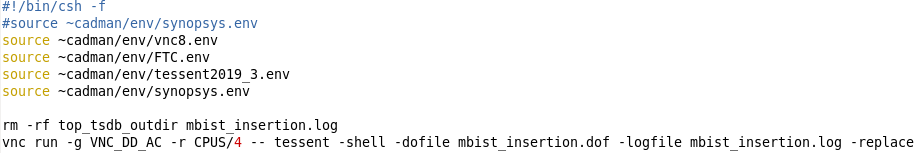 #!/bin/csh -f
#source ~cadman/env/synopsys.env
source ~cadman/env/vnc8.env
source ~cadman/env/FTC.env
source ~cadman/env/tessent2019_3.env
source ~cadman/env/synopsys.env
rm -rf top_tsdb_outdir mbist_insertion.log
vnc run -g VNC_DD_AC -r CPUS/4 -- tessent -shell -dofile mbist_insertion.dof -logfile mbist_insertion.log -replace